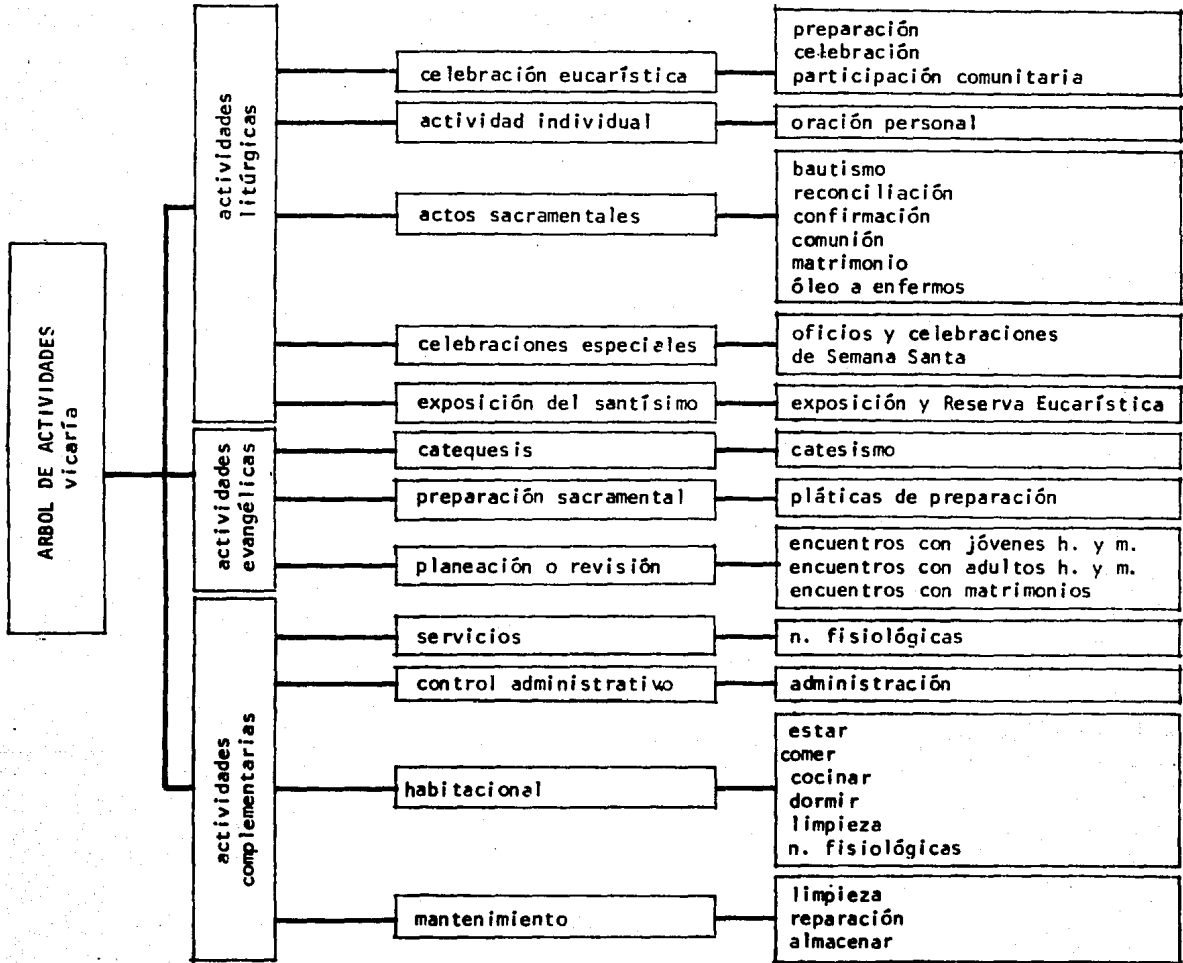 ARBOL DE ACTIVIDADES
vicaría
actividades
litúrgicas
celebración eucarística
preparación
celebración
participación comunitaria
actividad individual
oración personal
actos sacramentales
bautismo
reconciliación
confirmación
comunión
matrimonio
óleo a enfermos
celebraciones especiales
oficios y celebraciones
de Semana Santa
exposición del santísimo
exposición y Reserva Eucarística
actividades
evangélicas
catequesis
catesismo
preparación sacramental
pláticas de preparación
planeación o revisión
encuentros con jóvenes h. y m.
encuentros con adultos h. y m.
encuentros con matrimonios
actividades
complementarias
servicios
n. fisiológicas
control administrativo
administración
habitacional
estar
comer
cocinar
dormir
limpieza
n. fisiológicas
mantenimiento
limpieza
reparación
almacenar